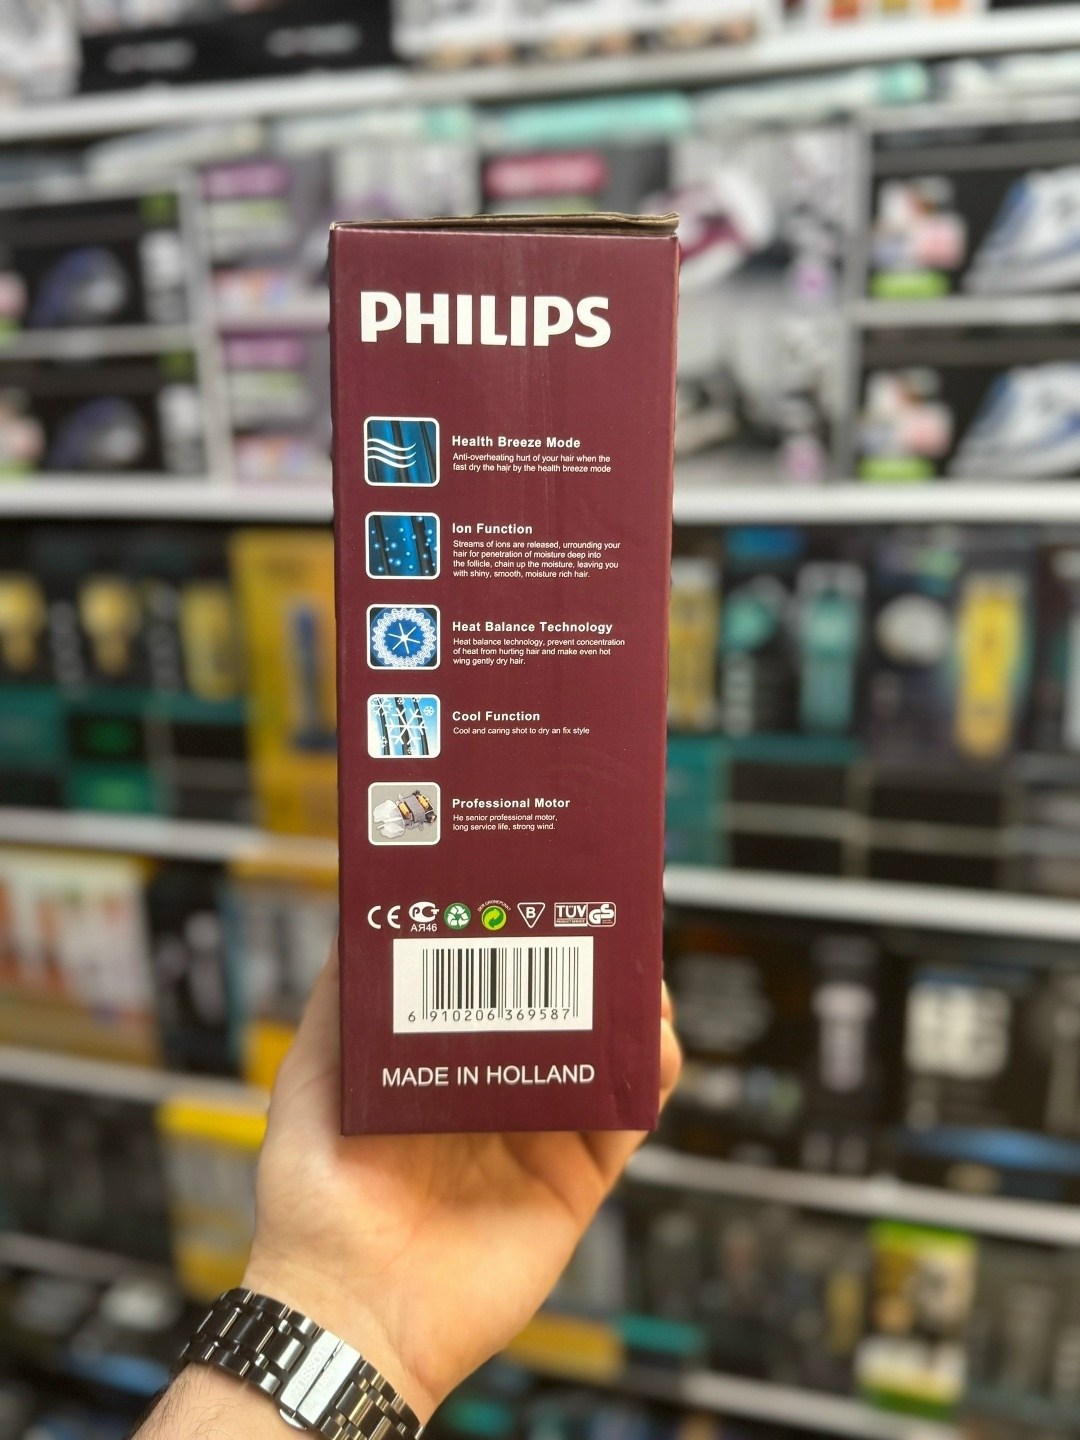 PHILIPS
Health Breeze Mode
Anti-overheating hurt of your hair when the
fast dry the hair by the health breeze mode
Ion Function
Streams of ions are released, urrounding your
hair for penetration of moisture deep into
the follicle, chain up the moisture, leaving you
with shiny, smooth, moisture rich hair.
Heat Balance Technology
Heat balance technology, prevent concentration
of heat from hurting hair and make even hot
wing gently dry hair.
Cool Function
Cool and caring shot to dry an fix style
Professional Motor
He senior professional motor,
long service life, strong wind.
CE
АЯ46
B
TÜV
GS
6 910206 369587
MADE IN HOLLAND